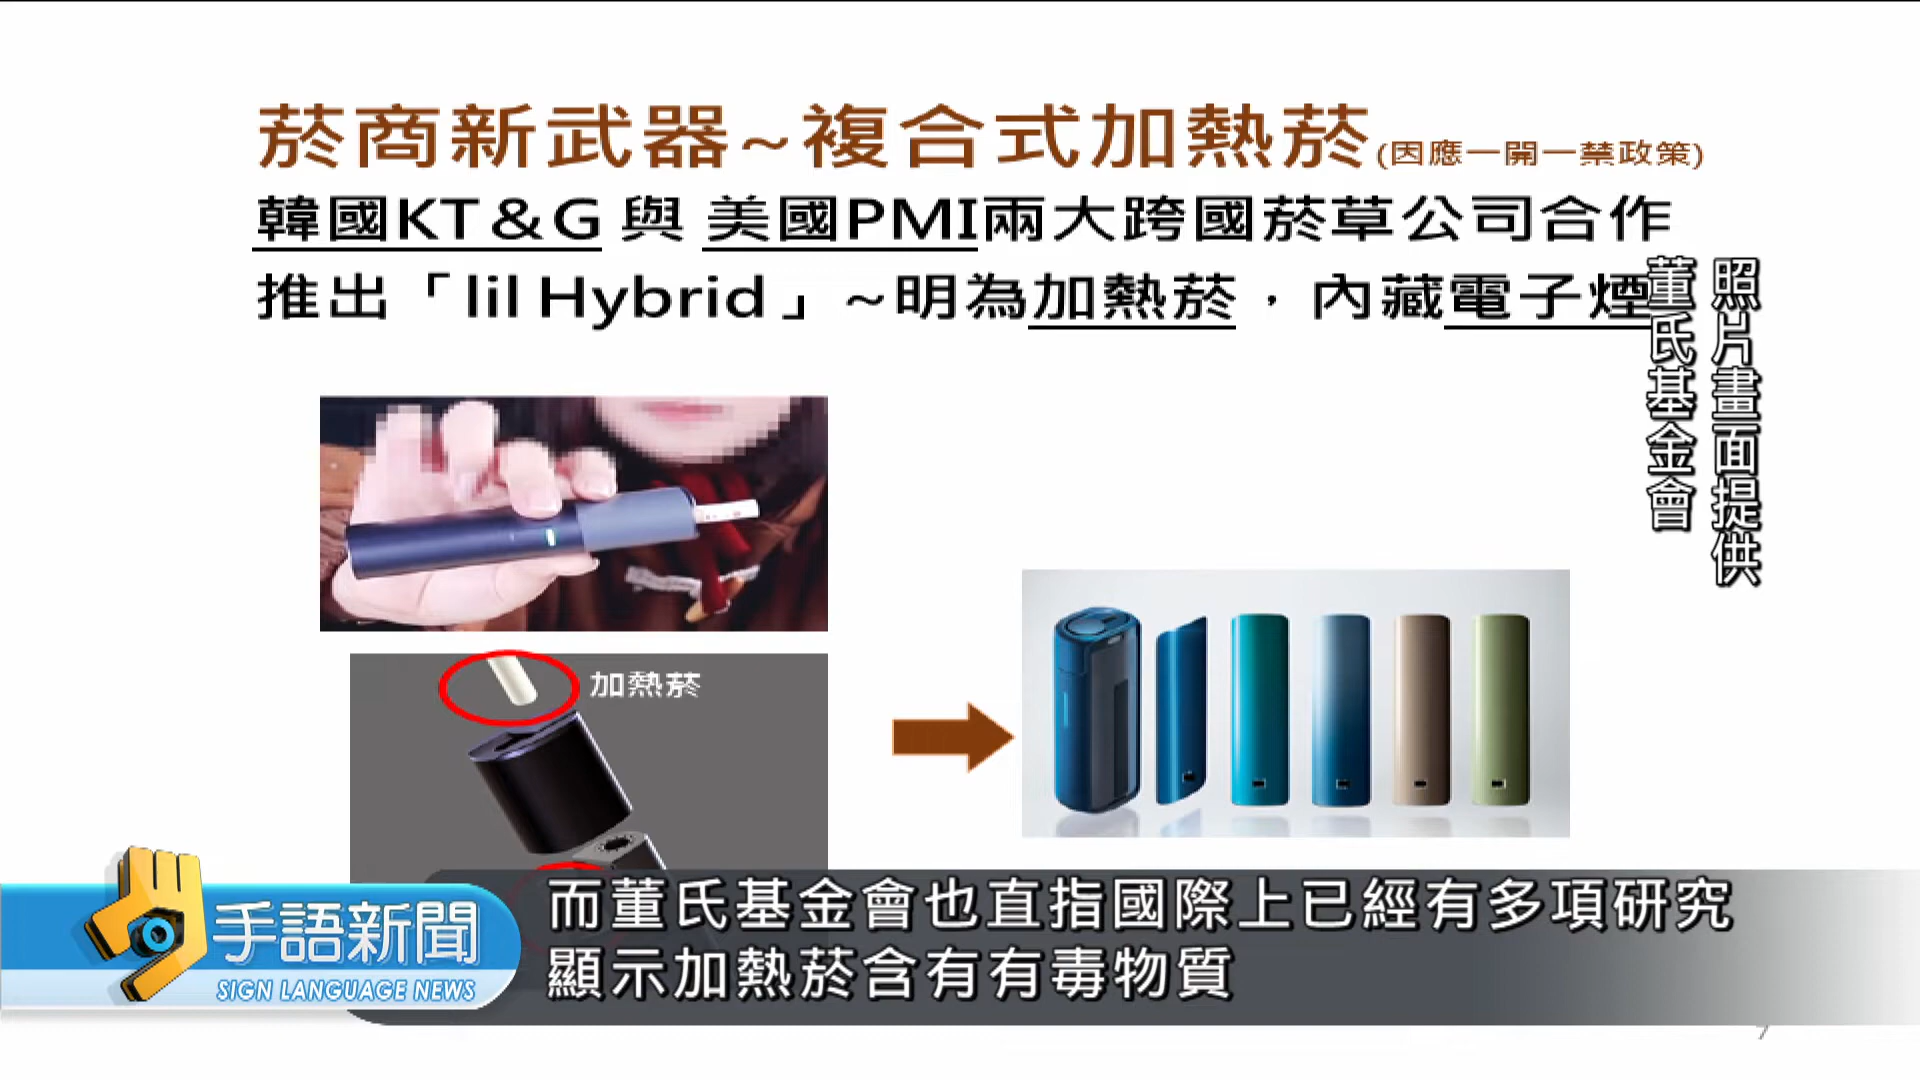 菸商新武器~複合式加熱菸(因應一開一禁政策)
韓國KT&G 與 美國PMI兩大跨國菸草公司合作
推出「lil Hybrid」~明為加熱菸，內藏電子煙
照片畫面提供
董氏基金會
加熱菸
而董氏基金會也直指國際上已經有多項研究
顯示加熱菸含有有毒物質
手語新聞
SIGN LANGUAGE NEWS